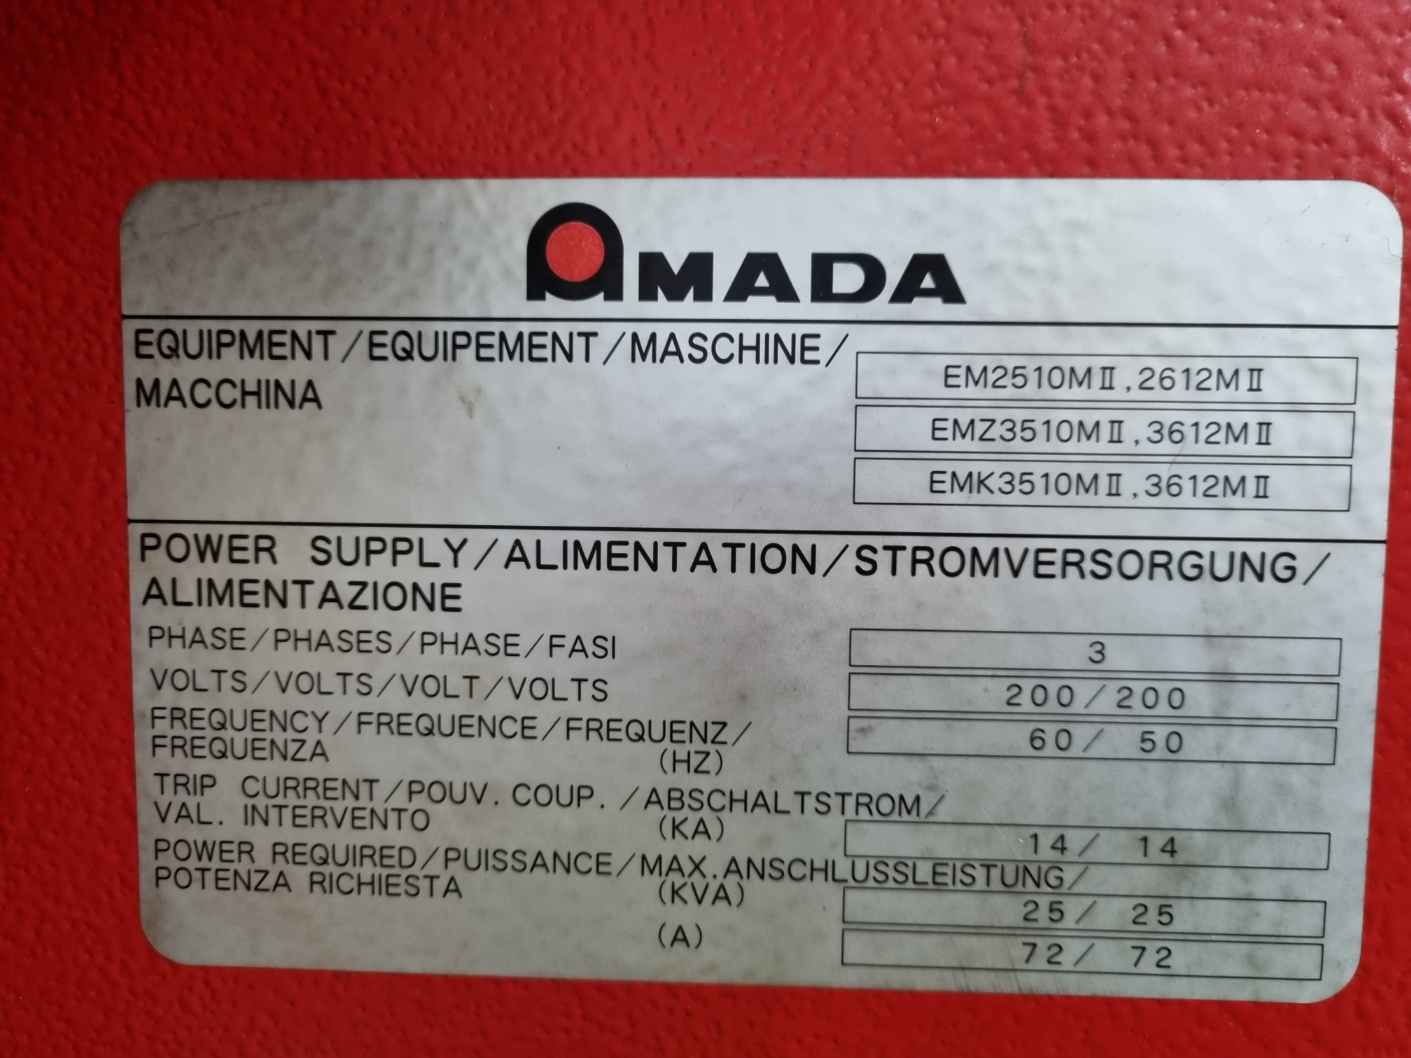 AMADA
EQUIPMENT/EQUIPEMENT/MASCHINE/
MACCHINA
EM2510MⅡ,2612MⅡ
EMZ3510MⅡ,3612MⅡ
EMK3510MⅡ,3612MⅡ
POWER SUPPLY/ALIMENTATION/STROMVERSORGUNG/
ALIMENTAZIONE
PHASE/PHASES/PHASE/FASI 3
VOLTS/VOLTS/VOLT/VOLTS 200/200
FREQUENCY/FREQUENCE/FREQUENZ/
FREQUENZA (HZ) 60/ 50
TRIP CURRENT/POUV. COUP. /ABSCHALTSTROM/
VAL. INTERVENTO (KA) 14/ 14
POWER REQUIRED/PUISSANCE/MAX.ANSCHLUSSLEISTUNG/
POTENZA RICHIESTA (KVA) 25/ 25
(A) 72/ 72